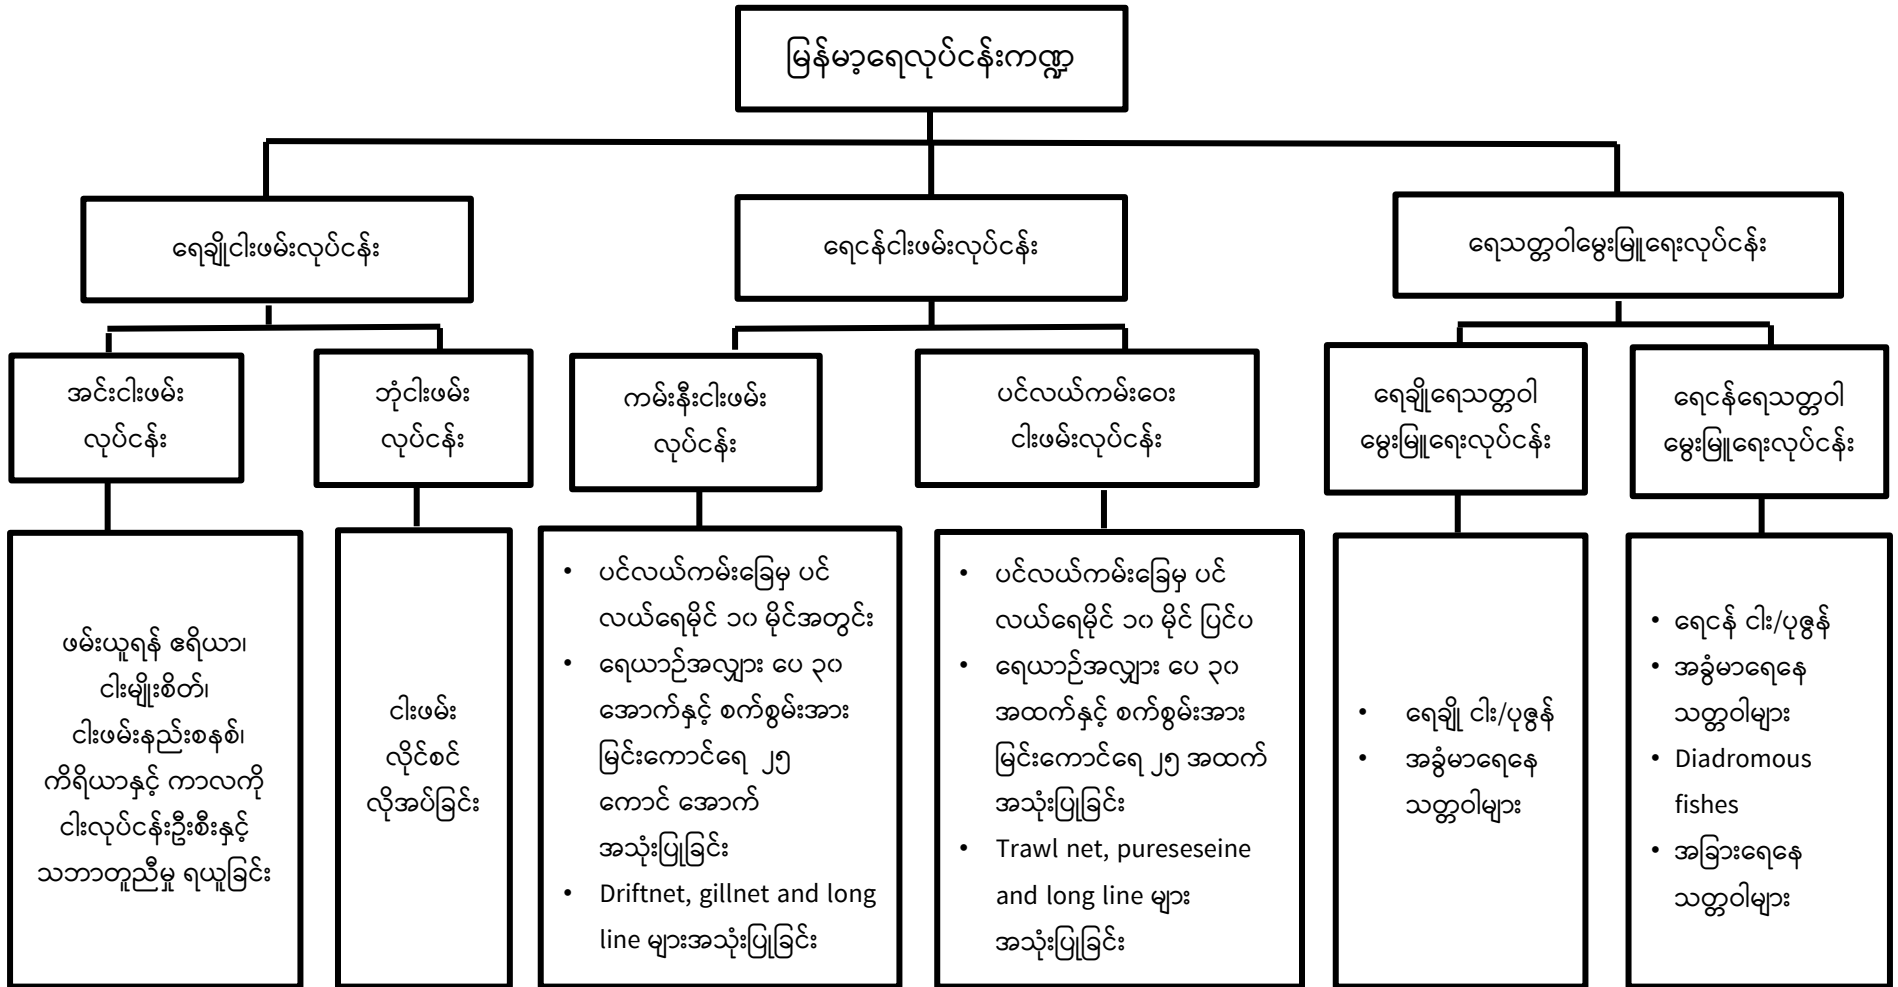 မြန်မာ့ရေလုပ်ငန်းကဏ္ဍ
ရေချိုငါးဖမ်းလုပ်ငန်း
ရေငန်ငါးဖမ်းလုပ်ငန်း
ရေသတ္တဝါမွေးမြူရေးလုပ်ငန်း
အင်းငါးဖမ်း
လုပ်ငန်း
ဘုံငါးဖမ်း
လုပ်ငန်း
ကမ်းနီးငါးဖမ်း
လုပ်ငန်း
ပင်လယ်ကမ်းဝေး
ငါးဖမ်းလုပ်ငန်း
ရေချိုရေသတ္တဝါ
မွေးမြူရေးလုပ်ငန်း
ရေငန်ရေသတ္တဝါ
မွေးမြူရေးလုပ်ငန်း
ဖမ်းယူရန် ဧရိယာ၊
ငါးမျိုးစိတ်၊
ငါးဖမ်းနည်းစနစ်၊
ကိရိယာနှင့် ကာလကို
ငါးလုပ်ငန်းဦးစီးနှင့်
သဘာတူညီမှု ရယူခြင်း
ငါးဖမ်း
လိုင်စင်
လိုအပ်ခြင်း
• ပင်လယ်ကမ်းခြေမှ ပင်
လယ်ရေမိုင် ၁၀ မိုင်အတွင်း
• ရေယာဉ်အလျှား ပေ ၃၀
အောက်နှင့် စက်စွမ်းအား
မြင်းကောင်ရေ ၂၅
ကောင် အောက်
အသုံးပြုခြင်း
• Driftnet, gillnet and long
line များအသုံးပြုခြင်း
• ပင်လယ်ကမ်းခြေမှ ပင်
လယ်ရေမိုင် ၁၀ မိုင် ပြင်ပ
• ရေယာဉ်အလျှား ပေ ၃၀
အထက်နှင့် စက်စွမ်းအား
မြင်းကောင်ရေ ၂၅ အထက်
အသုံးပြုခြင်း
• Trawl net, pureseseine
and long line များ
အသုံးပြုခြင်း
• ရေချို ငါး/ပုဇွန်
• အခွံမာရေနေ
သတ္တဝါများ
• ရေငန် ငါး/ပုဇွန်
• အခွံမာရေနေ
သတ္တဝါများ
• Diadromous
fishes
• အခြားရေနေ
သတ္တဝါများ